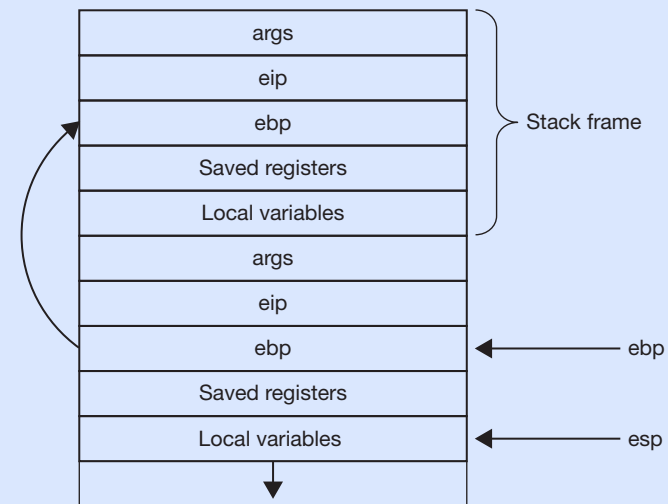 args
eip
ebp
Stack frame
Saved registers
Local variables
args
eip
ebp
ebp
Saved registers
Local variables
esp